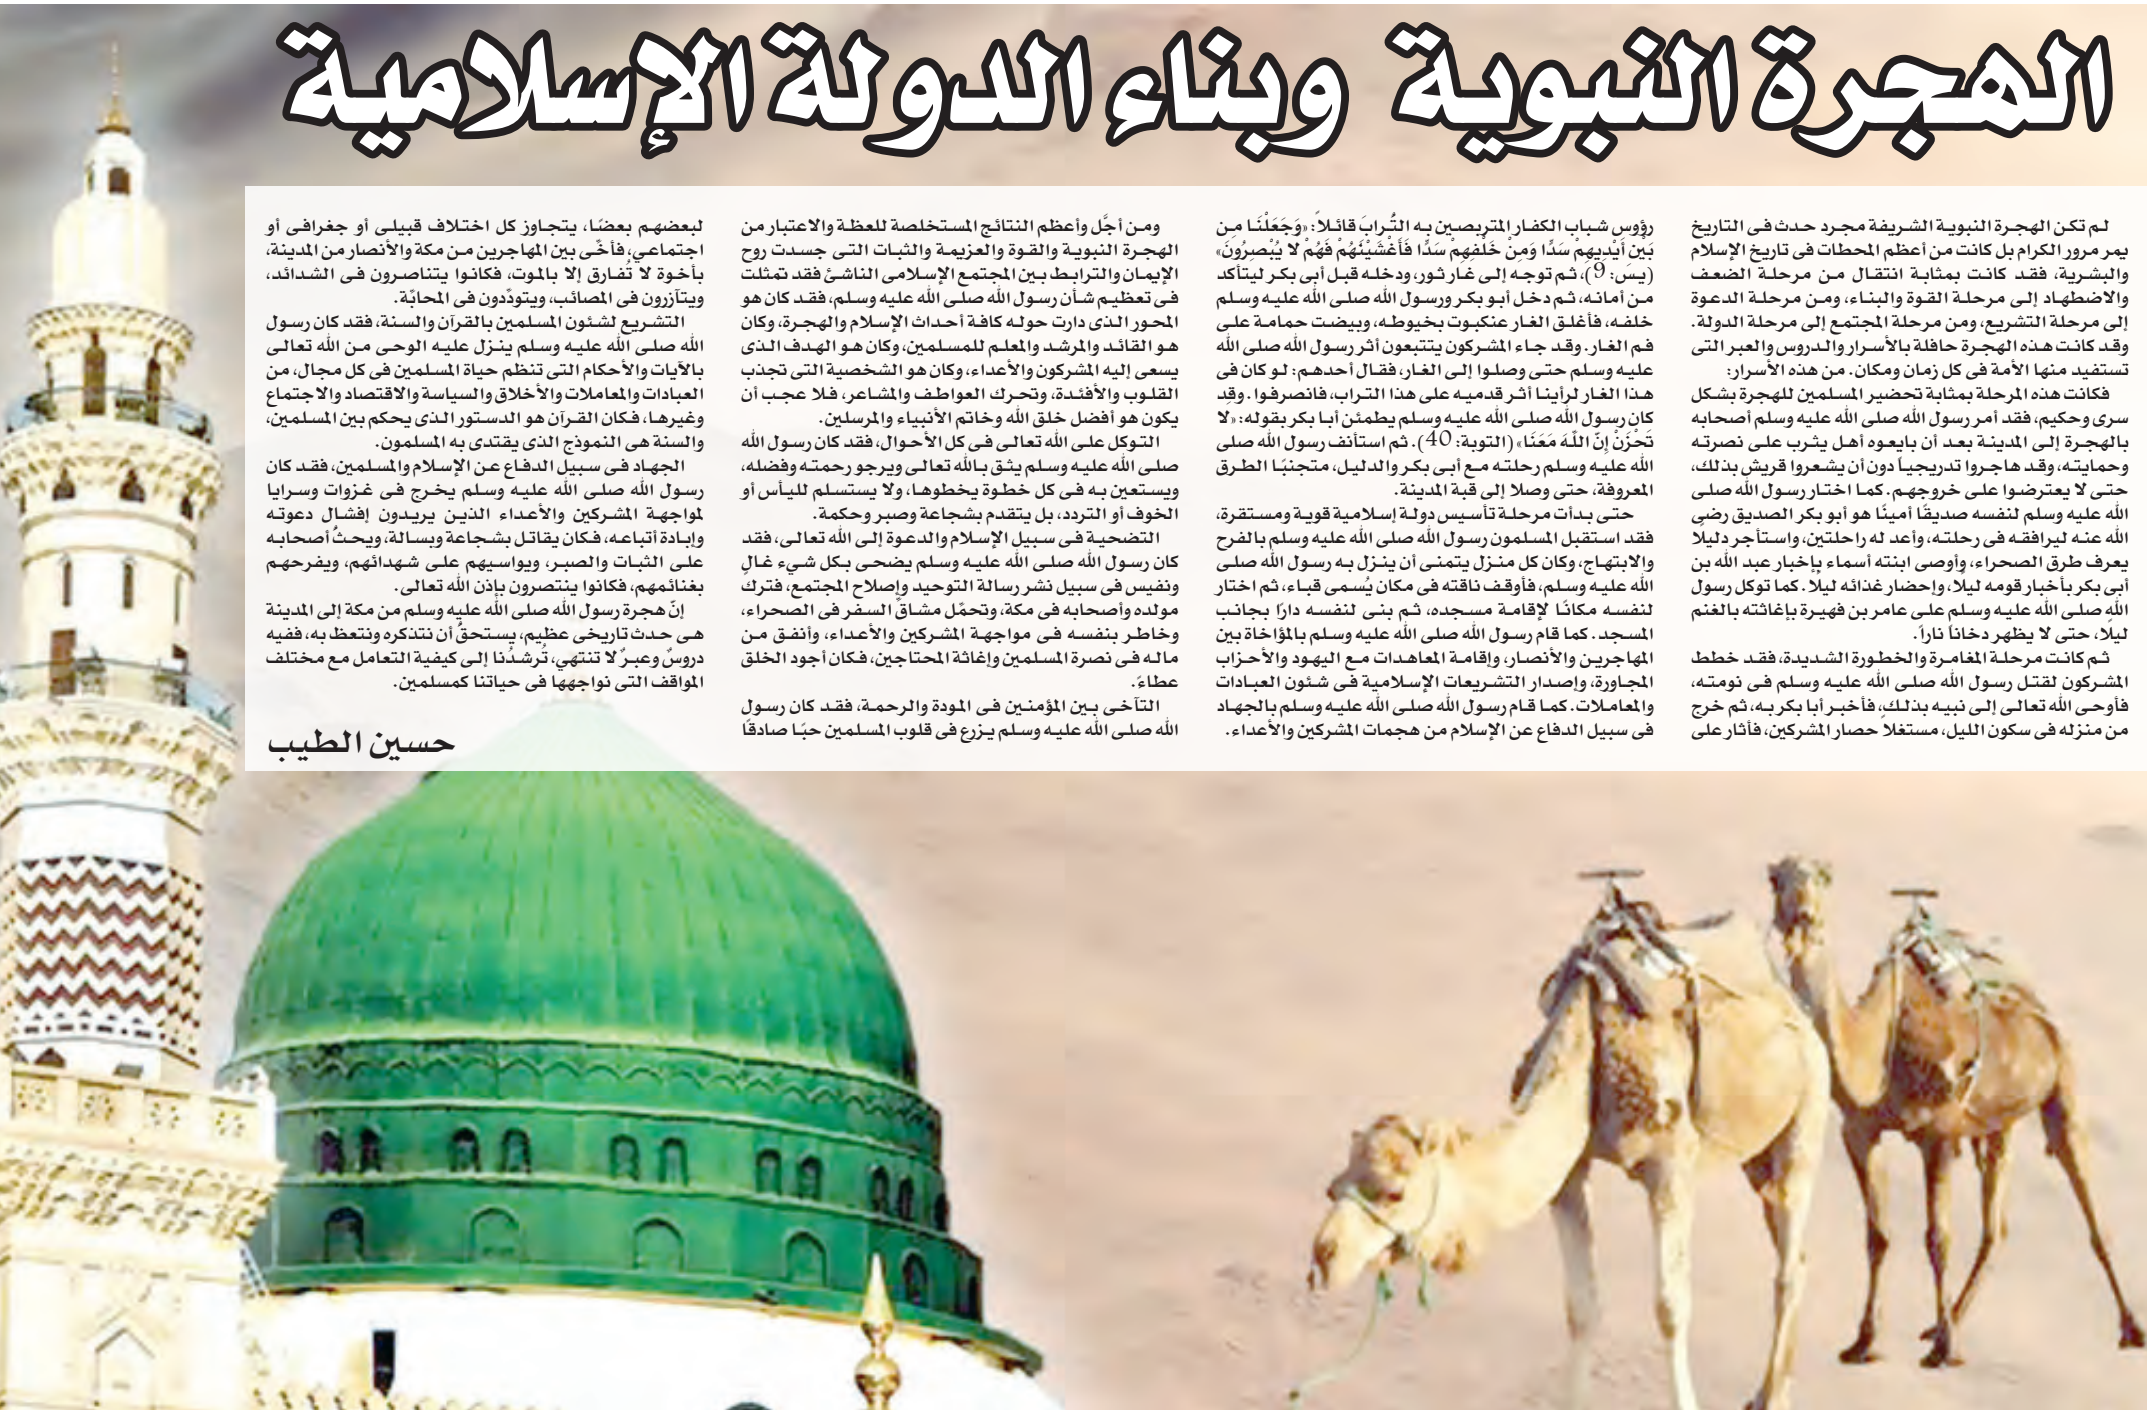 الهجرة النبوية وبناء الدولة الإسلامية
لم تكن الهجرة النبوية الشريفة مجرد حدث فى التاريخ
يمر مرور الكرام بل كانت من أعظم المحطات فى تاريخ الإسلام
والبشرية، فقد كانت بمثابة انتقال من مرحلة الضعف
والاضطهاد إلى مرحلة القوة والبناء، ومن مرحلة الدعوة
إلى مرحلة التشريع، ومن مرحلة المجتمع إلى مرحلة الدولة.
وقد كانت هذه الهجرة حافلة بالأسرار والدروس والعبر التى
تستفيد منها الأمة فى كل زمان ومكان. من هذه الأسرار:
فكانت هذه المرحلة بمثابة تحضير المسلمين للهجرة بشكل
سرى وحكيم، فقد أمر رسول الله صلى الله عليه وسلم أصحابه
بالهجرة إلى المدينة بعد أن بايعوه أهل يثرب على نصرته
وحمايته، وقد هاجروا تدريجياً دون أن يشعروا قريش بذلك،
حتى لا يعترضوا على خروجهم. كما اختار رسول الله صلى
الله عليه وسلم لنفسه صديقًا أمينًا هو أبو بكر الصديق رضى
الله عنه ليرافقه فى رحلته، وأعد له راحلتين، واستأجر دليلًا
يعرف طرق الصحراء، وأوصى ابنته أسماء بإخبار عبد الله بن
أبى بكر بأخبار قومه ليلًا، وإحضار غذائه ليلًا. كما توكل رسول
الله صلى الله عليه وسلم على عامر بن فهيرة بإغاثته بالغنم
ليلًا، حتى لا يظهر دخاناً ناراً.
ثم كانت مرحلة المغامرة والخطورة الشديدة، فقد خطط
المشركون لقتل رسول الله صلى الله عليه وسلم فى نومته،
فأوحى الله تعالى إلى نبيه بذلك، فأخبر أبا بكر به، ثم خرج
من منزله فى سكون الليل، مستغلاً حصار المشركين، فأثار على
رؤوس شباب الكفار المتربصين به التُّرابَ قائلاً: «وَجَعَلْنَا مِن
بَيْنِ أَيْدِيهِمْ سَدًّا وَمِنْ خَلْفِهِمْ سَدًّا فَأَغْشَيْنَهُمْ فَهُمْ لا يُبْصِرُونَ»
(يسَ: 9)، ثم توجه إلى غار ثور، ودخله قبل أبى بكر ليتأكد
من أمانه، ثم دخل أبو بكر ورسول الله صلى الله عليه وسلم
خلفه، فأغلق الغار عنكبوت بخيوطه، وبيضت حمامة على
فم الغار. وقد جاء المشركون يتتبعون أثر رسول الله صلى الله
عليه وسلم حتى وصلوا إلى الغار، فقال أحدهم: لو كان فى
هذا الغار لرأينا أثر قدميه على هذا التراب، فانصرفوا. وقد
كان رسول الله صلى الله عليه وسلم يطمئن أبا بكر بقوله: «لا
تَحْزَنْ إِنَّ اللَّهَ مَعَنَا» (التوبة: 40). ثم استأنف رسول الله صلى
الله عليه وسلم رحلته مع أبى بكر والدليل، متجنبًا الطرق
المعروفة، حتى وصلا إلى قبة المدينة.
حتى بدأت مرحلة تأسيس دولة إسلامية قوية ومستقرة،
فقد استقبل المسلمون رسول الله صلى الله عليه وسلم بالفرح
والابتهاج، وكان كل منزل يتمنى أن ينزل به رسول الله صلى
الله عليه وسلم، فأوقف ناقته فى مكان يُسمى قباء، ثم اختار
لنفسه مكانًا لإقامة مسجده، ثم بنى لنفسه دارًا بجانب
المسجد. كما قام رسول الله صلى الله عليه وسلم بالمؤاخاة بين
المهاجرين والأنصار، وإقامة المعاهدات مع اليهود والأحزاب
المجاورة، وإصدار التشريعات الإسلامية فى شئون العبادات
والمعاملات. كما قام رسول الله صلى الله عليه وسلم بالجهاد
فى سبيل الدفاع عن الإسلام من هجمات المشركين والأعداء.
ومن أجلّ وأعظم النتائج المستخلصة للعظة والاعتبار من
الهجرة النبوية والقوة والعزيمة والثبات التى جسدت روح
الإيمان والترابط بين المجتمع الإسلامى الناشئ فقد تمثلت
فى تعظيم شأن رسول الله صلى الله عليه وسلم، فقد كان هو
المحور الذى دارت حوله كافة أحداث الإسلام والهجرة، وكان
هو القائد والمرشد والمعلم للمسلمين، وكان هو الهدف الذى
يسعى إليه المشركون والأعداء، وكان هو الشخصية التى تجذب
القلوب والأفئدة، وتحرك العواطف والمشاعر، فلا عجب أن
يكون هو أفضل خلق الله وخاتم الأنبياء والمرسلين.
التوكل على الله تعالى فى كل الأحوال، فقد كان رسول الله
صلى الله عليه وسلم يثق بالله تعالى ويرجو رحمته وفضله،
ويستعين به فى كل خطوة يخطوها، ولا يستسلم لليأس أو
الخوف أو التردد، بل يتقدم بشجاعة وصبر وحكمة.
التضحية فى سبيل الإسلام والدعوة إلى الله تعالى، فقد
كان رسول الله صلى الله عليه وسلم يضحى بكل شيء غالٍ
ونفيس فى سبيل نشر رسالة التوحيد وإصلاح المجتمع، فترك
مولده وأصحابه فى مكة، وتحمَّل مشاقّ السفر فى الصحراء،
وخاطر بنفسه فى مواجهة المشركين والأعداء، وأنفق من
ماله فى نصرة المسلمين وإغاثة المحتاجين، فكان أجود الخلق
عطاءً.
التآخى بين المؤمنين فى المودة والرحمة، فقد كان رسول
الله صلى الله عليه وسلم يزرع فى قلوب المسلمين حبًا صادقًا
لبعضهم بعضًا، يتجاوز كل اختلاف قبيلى أو جغرافى أو
اجتماعي، فآخّى بين المهاجرين من مكة والأنصار من المدينة،
بأخوة لا تُفارق إلا بالموت، فكانوا يتناصرون فى الشدائد،
ويتآزرون فى المصائب، ويتودّدون فى المحابّة.
التشريع لشئون المسلمين بالقرآن والسنة، فقد كان رسول
الله صلى الله عليه وسلم ينزل عليه الوحى من الله تعالى
بالآيات والأحكام التى تنظم حياة المسلمين فى كل مجال، من
العبادات والمعاملات والأخلاق والسياسة والاقتصاد والاجتماع
وغيرها، فكان القرآن هو الدستور الذى يحكم بين المسلمين،
والسنة هى النموذج الذى يقتدى به المسلمون.
الجهاد فى سبيل الدفاع عن الإسلام والمسلمين، فقد كان
رسول الله صلى الله عليه وسلم يخرج فى غزوات وسرايا
لمواجهة المشركين والأعداء الذين يريدون إفشال دعوته
وإبادة أتباعه، فكان يقاتل بشجاعة وبسالة، ويحثُ أصحابه
على الثبات والصبر، ويواسيهم على شهدائهم، ويفرحهم
بغنائمهم، فكانوا ينتصرون بإذن الله تعالى.
إنّ هجرة رسول الله صلى الله عليه وسلم من مكة إلى المدينة
هى حدث تاريخى عظيم، يستحقُ أن نتذكره ونتعظ به، ففيه
دروسٌ وعبرٌ لا تنتهي، تُرشدُنا إلى كيفية التعامل مع مختلف
المواقف التى نواجهها فى حياتنا كمسلمين.
حسين الطيب